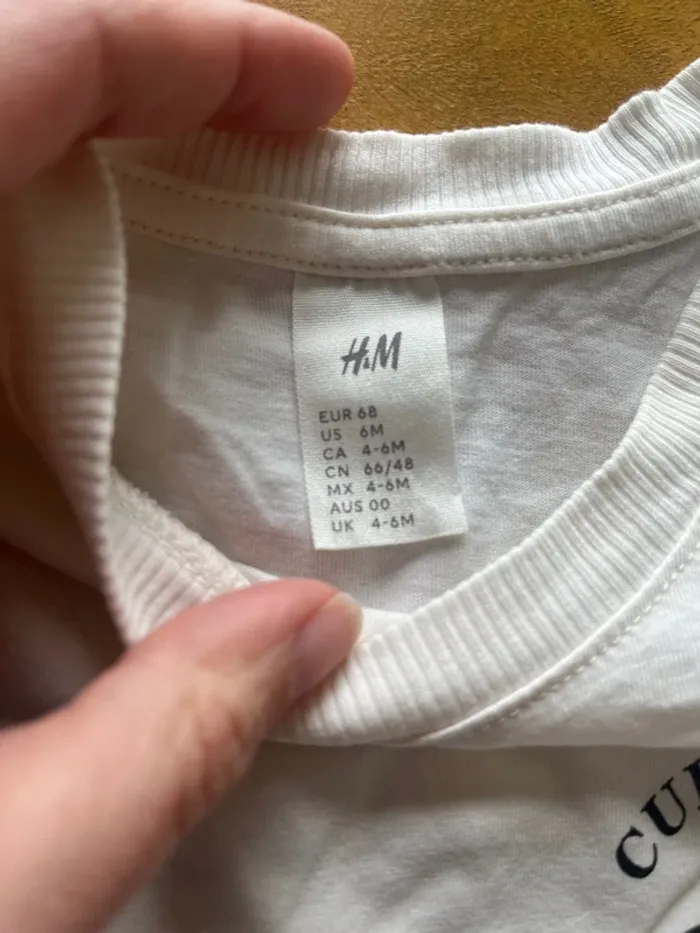 H&M
EUR 68
US 6M
CA 4-6M
CN 66/48
MX 4-6M
AUS 00
UK 4-6M